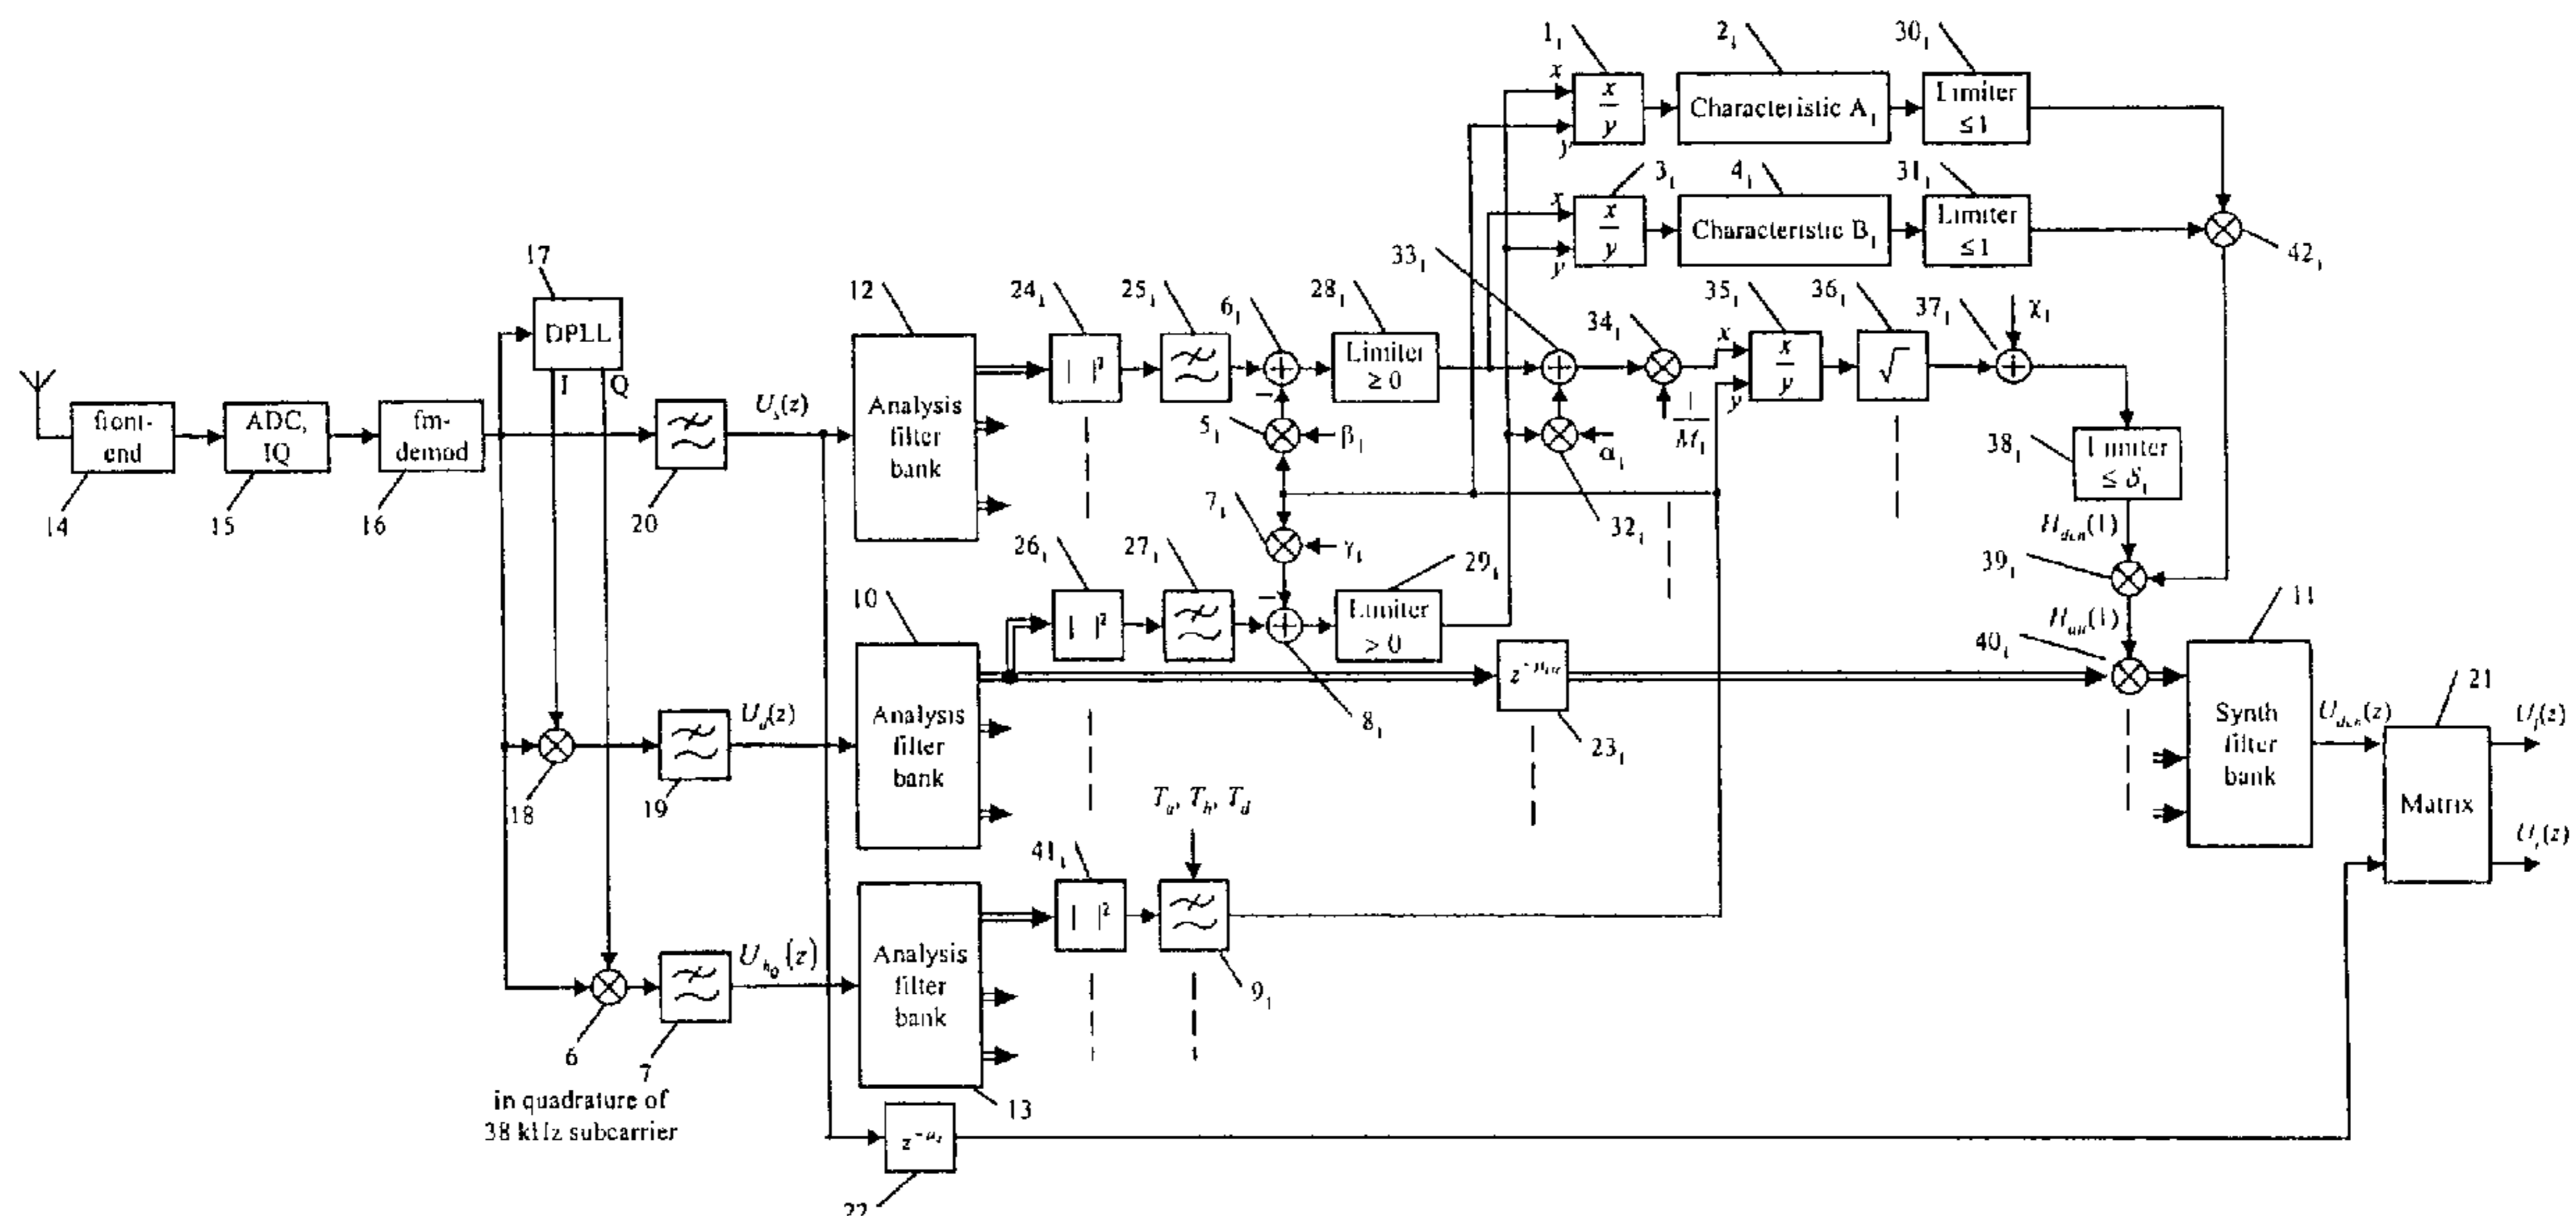 1₁
2₁
30₁
x
y
x
y
Characteristic A₁
Limiter
≤ 1
3₁
4₁
31₁
x
y
x
y
Characteristic B₁
Limiter
≤1
42₁
17
DPLL
I
Q
12
24₁
25₁
6₁
28₁
33₁
34₁
35₁
36₁
37₁
χ₁
front-
end
14
ADC,
IQ
15
fm-
demod
16
20
Analysis
filter
bank
| |²
−
Limiter
≥ 0
5₁
β₁
α₁
32₁
1
M₁
x
y
x
y
√
38₁
Limiter
≤ δ₁
7₁
γ₁
39₁
10
26₁
27₁
29₁
| |²
−
Limiter
> 0
8₁
23₁
40₁
11
18
19
U_d(z)
Analysis
filter
bank
Synth
filter
bank
21
Matrix
41₁
| |²
9₁
6
7
Analysis
filter
bank
13
in quadrature of
38 kHz subcarrier
22